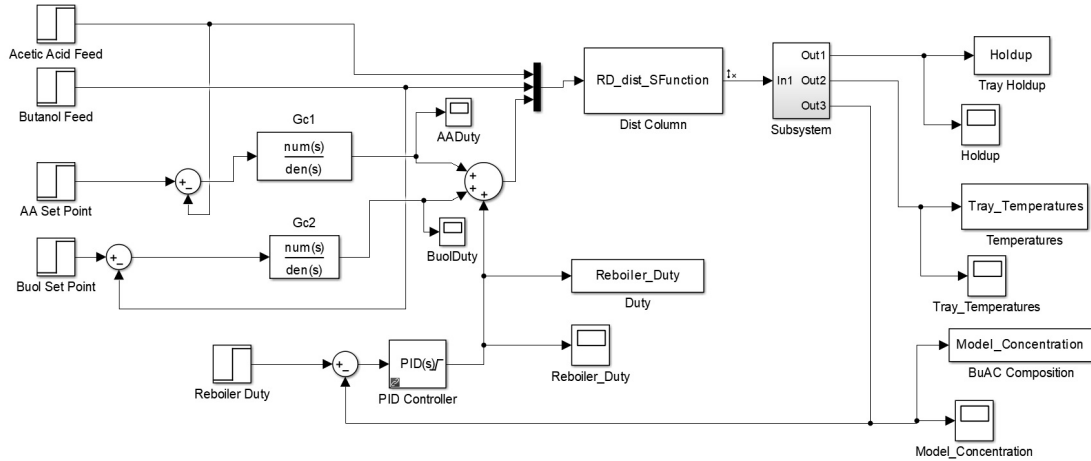 Acetic Acid Feed
Butanol Feed
AA Set Point
Buol Set Point
+
−
+
−
Gc1
num(s)
den(s)
Gc2
num(s)
den(s)
AADuty
BuolDuty
+
+
+
Reboiler Duty
+
−
PID(s)
PID Controller
Reboiler_Duty
Duty
Reboiler_Duty
RD_dist_SFunction
Dist Column
In1
Out1
Out2
Out3
Subsystem
Holdup
Tray Holdup
Holdup
Tray_Temperatures
Temperatures
Tray_Temperatures
Model_Concentration
BuAC Composition
Model_Concentration